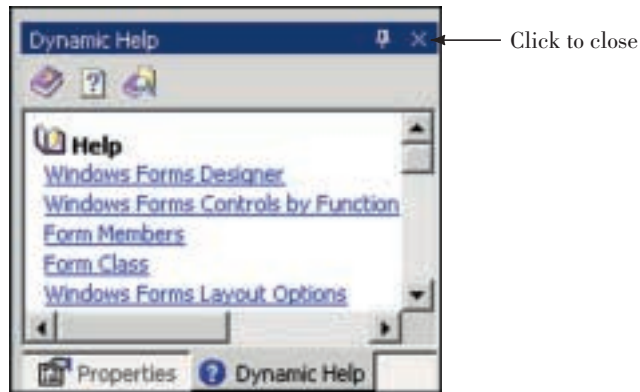 Dynamic Help
Click to close
Help
Windows Forms Designer
Windows Forms Controls by Function
Form Members
Form Class
Windows Forms Layout Options
Properties
Dynamic Help